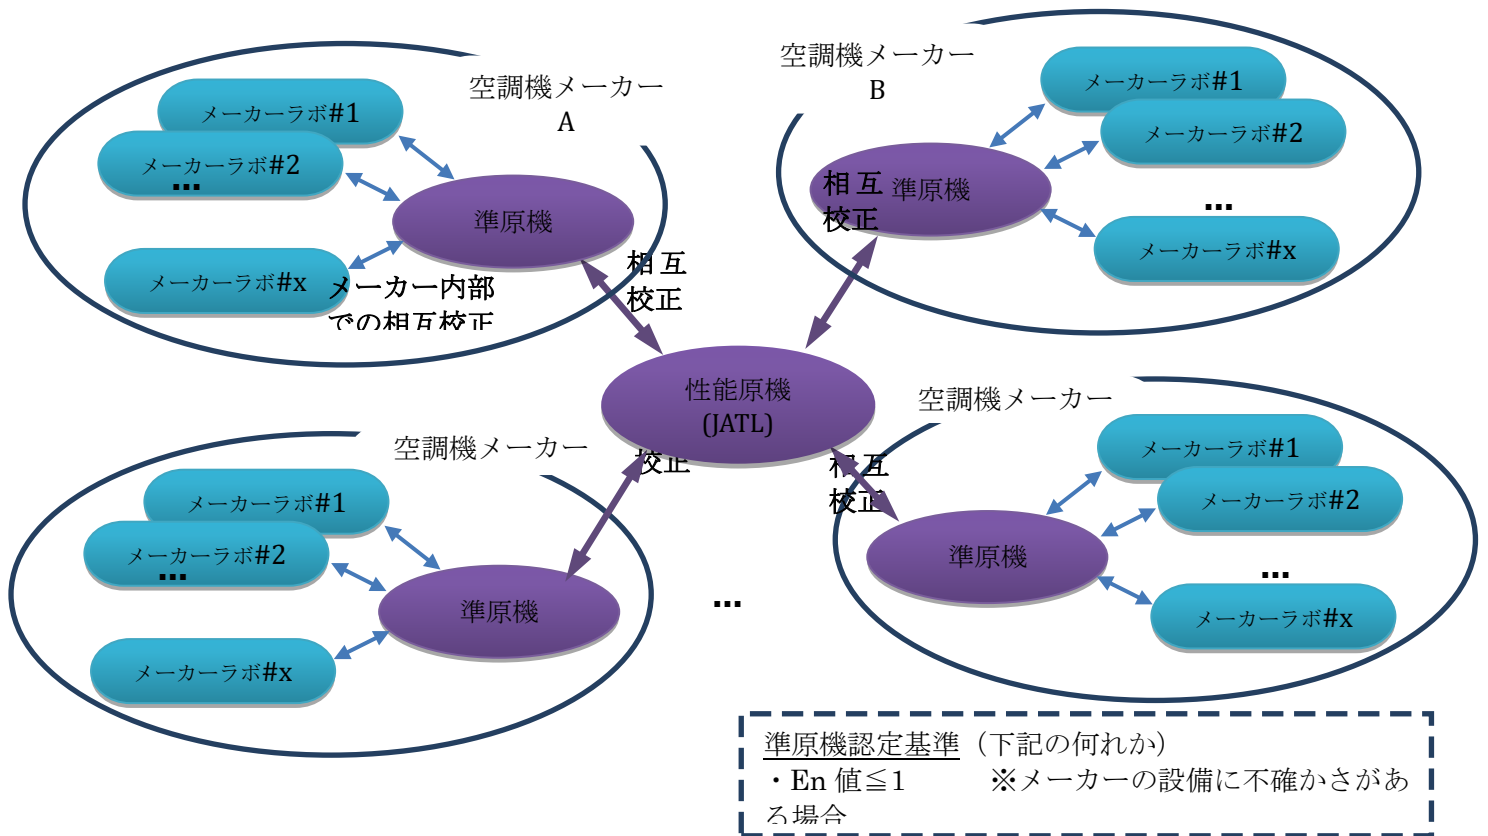 空調機メーカー
A
メーカーラボ#1
メーカーラボ#2
…
メーカーラボ#x
準原機
メーカー内部
での相互校正
相互
校正
空調機メーカー
B
メーカーラボ#1
メーカーラボ#2
…
メーカーラボ#x
準原機
相互
校正
性能原機
(JATL)
空調機メーカー
メーカーラボ#1
メーカーラボ#2
…
メーカーラボ#x
準原機
校正
…
空調機メーカー
メーカーラボ#1
メーカーラボ#2
…
メーカーラボ#x
準原機
相互
校正
準原機認定基準（下記の何れか）
・En 値≦1　　　※メーカーの設備に不確かさがあ
る場合